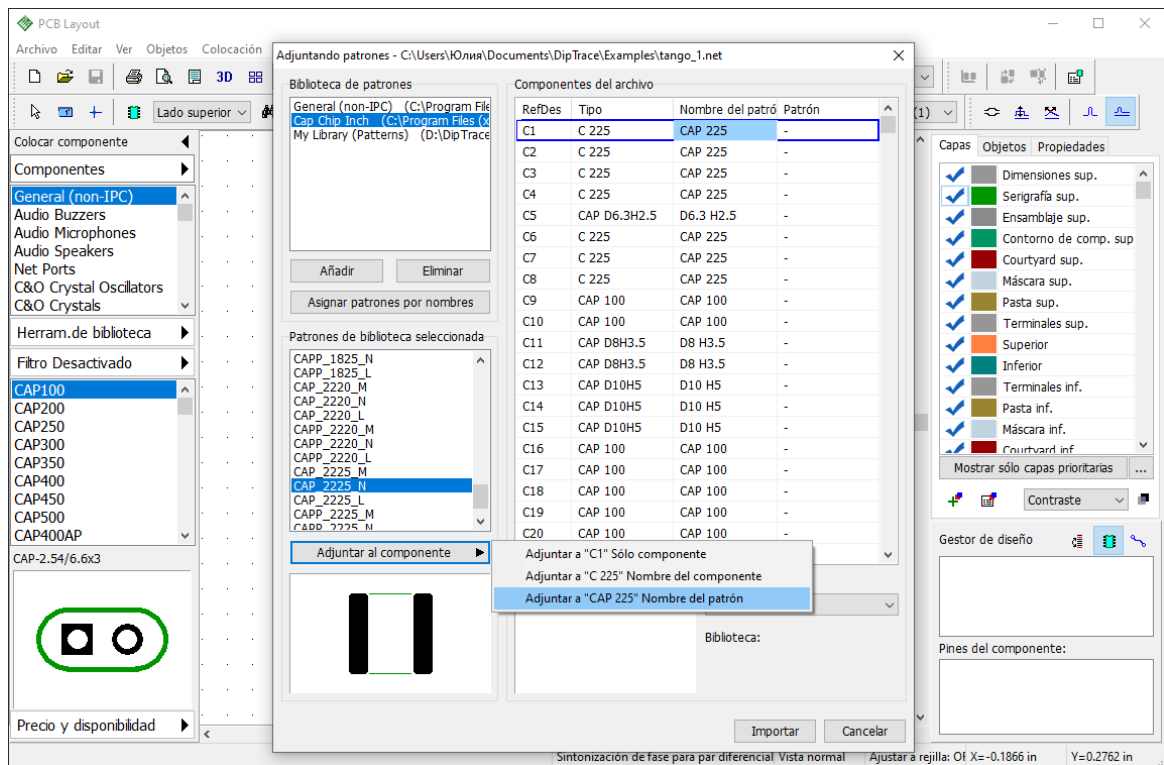 PCB Layout
Archivo Editar Ver Objetos Colocación
3D
Lado superior
(1)
Colocar componente
Componentes
General (non-IPC)
Audio Buzzers
Audio Microphones
Audio Speakers
Net Ports
C&O Crystal Oscillators
C&O Crystals
Herram.de biblioteca
Filtro Desactivado
CAP100
CAP200
CAP250
CAP300
CAP350
CAP400
CAP450
CAP500
CAP400AP
CAP-2.54/6.6x3
Precio y disponibilidad
Adjuntando patrones - C:\Users\Юлия\Documents\DipTrace\Examples\tango_1.net
Biblioteca de patrones
General (non-IPC) (C:\Program File
Cap Chip Inch (C:\Program Files (x
My Library (Patterns) (D:\DipTrace
Añadir Eliminar
Asignar patrones por nombres
Patrones de biblioteca seleccionada
CAPP_1825_N
CAPP_1825_L
CAP_2220_M
CAP_2220_N
CAP_2220_L
CAPP_2220_M
CAPP_2220_N
CAPP_2220_L
CAP_2225_M
CAP_2225_N
CAP_2225_L
CAPP_2225_M
CAPP_2225_N
Adjuntar al componente
Componentes del archivo
RefDes Tipo Nombre del patró Patrón
C1 C 225 CAP 225 -
C2 C 225 CAP 225 -
C3 C 225 CAP 225 -
C4 C 225 CAP 225 -
C5 CAP D6.3H2.5 D6.3 H2.5 -
C6 C 225 CAP 225 -
C7 C 225 CAP 225 -
C8 C 225 CAP 225 -
C9 CAP 100 CAP 100 -
C10 CAP 100 CAP 100 -
C11 CAP D8H3.5 D8 H3.5 -
C12 CAP D8H3.5 D8 H3.5 -
C13 CAP D10H5 D10 H5 -
C14 CAP D10H5 D10 H5 -
C15 CAP D10H5 D10 H5 -
C16 CAP 100 CAP 100 -
C17 CAP 100 CAP 100 -
C18 CAP 100 CAP 100 -
C19 CAP 100 CAP 100 -
C20 CAP 100 CAP 100 -
Adjuntar a "C1" Sólo componente
Adjuntar a "C 225" Nombre del componente
Adjuntar a "CAP 225" Nombre del patrón
Biblioteca:
Importar Cancelar
Capas Objetos Propiedades
Dimensiones sup.
Serigrafía sup.
Ensamblaje sup.
Contorno de comp. sup
Courtyard sup.
Máscara sup.
Pasta sup.
Terminales sup.
Superior
Inferior
Terminales inf.
Pasta inf.
Máscara inf.
Courtyard inf.
Mostrar sólo capas prioritarias ...
Contraste
Gestor de diseño
Pines del componente:
Sintonización de fase para par diferencial Vista normal Ajustar a rejilla: X=-0.1866 in Y=0.2762 in